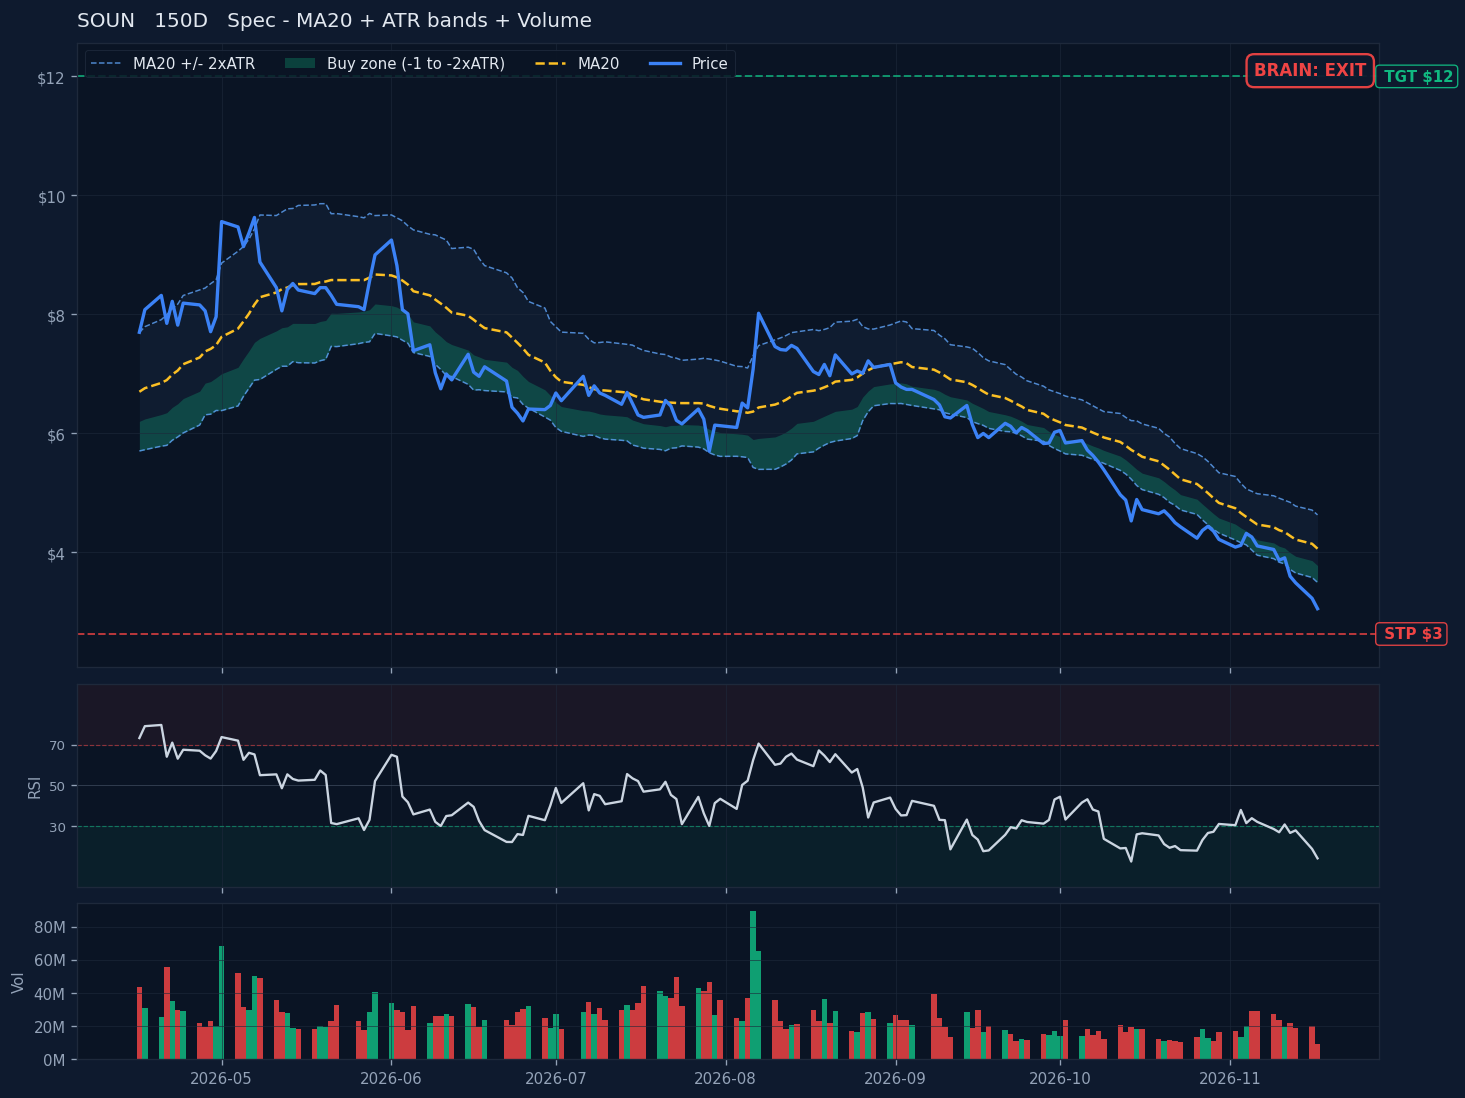 SOUN   150D   Spec - MA20 + ATR bands + Volume
MA20 +/- 2xATR
Buy zone (-1 to -2xATR)
MA20
Price
BRAIN: EXIT
TGT $12
$12
$10
$8
$6
$4
STP $3
RSI
70
50
30
Vol
80M
60M
40M
20M
0M
2026-05
2026-06
2026-07
2026-08
2026-09
2026-10
2026-11